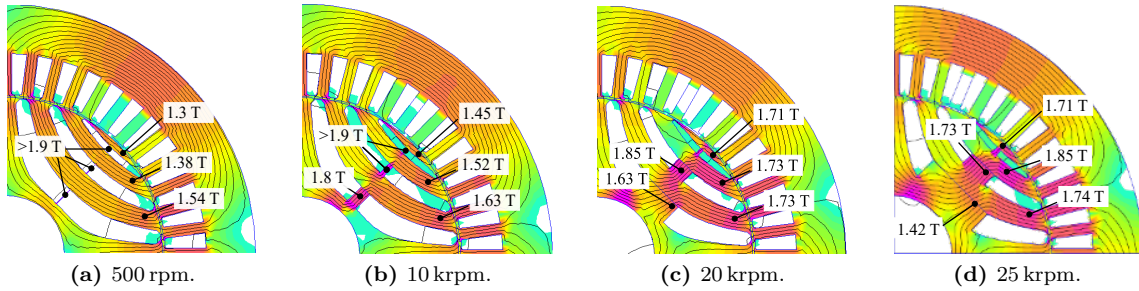 1.3 T
>1.9 T
1.38 T
1.54 T
1.45 T
>1.9 T
1.52 T
1.8 T
1.63 T
1.71 T
1.85 T
1.73 T
1.63 T
1.73 T
1.71 T
1.73 T
1.85 T
1.74 T
1.42 T
(a) 500 rpm.
(b) 10 krpm.
(c) 20 krpm.
(d) 25 krpm.